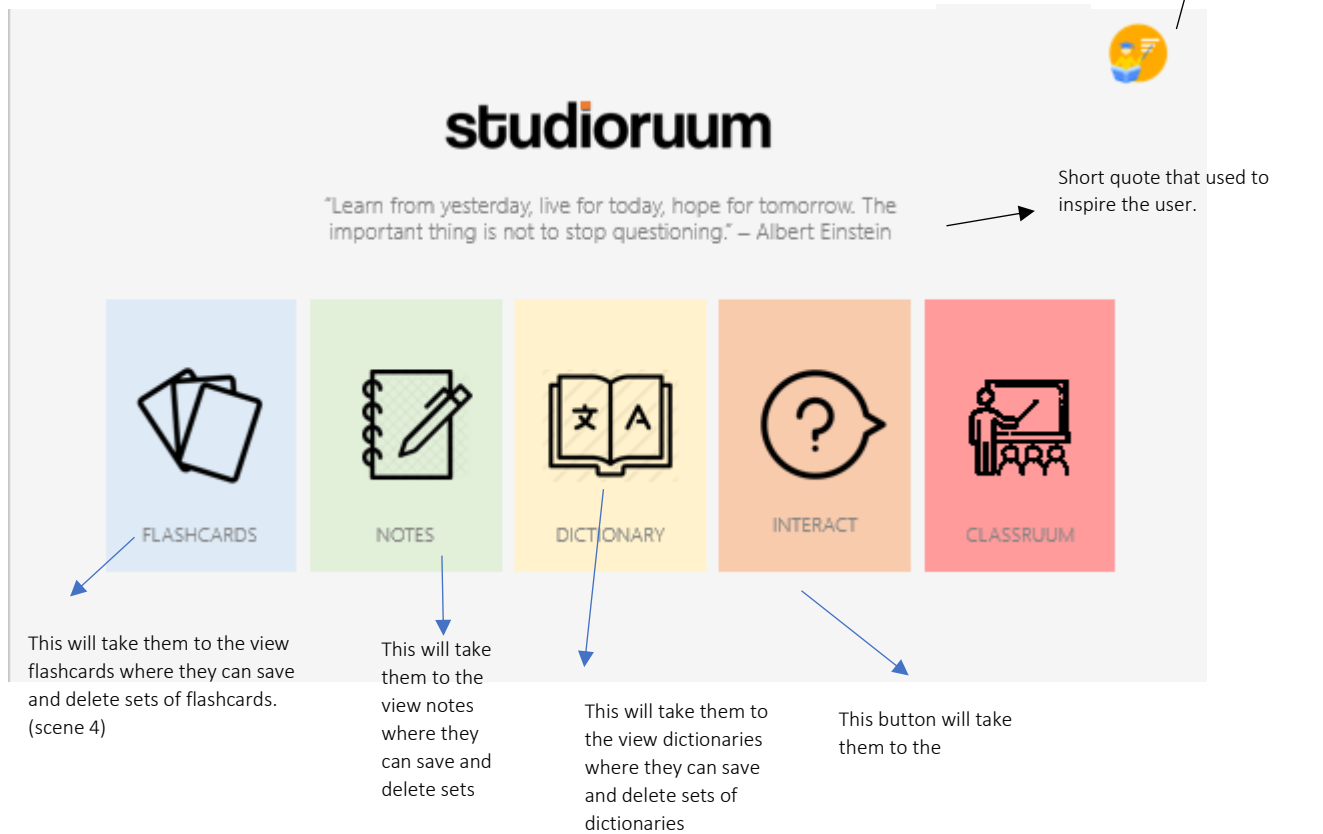 studioruum
Short quote that used to
inspire the user.
“Learn from yesterday, live for today, hope for tomorrow. The
important thing is not to stop questioning.” – Albert Einstein
文 A
?
FLASHCARDS
NOTES
DICTIONARY
INTERACT
CLASSRUUM
This will take them to the view
flashcards where they can save
and delete sets of flashcards.
(scene 4)
This will take
them to the
view notes
where they
can save and
delete sets
This will take them to
the view dictionaries
where they can save
and delete sets of
dictionaries
This button will take
them to the